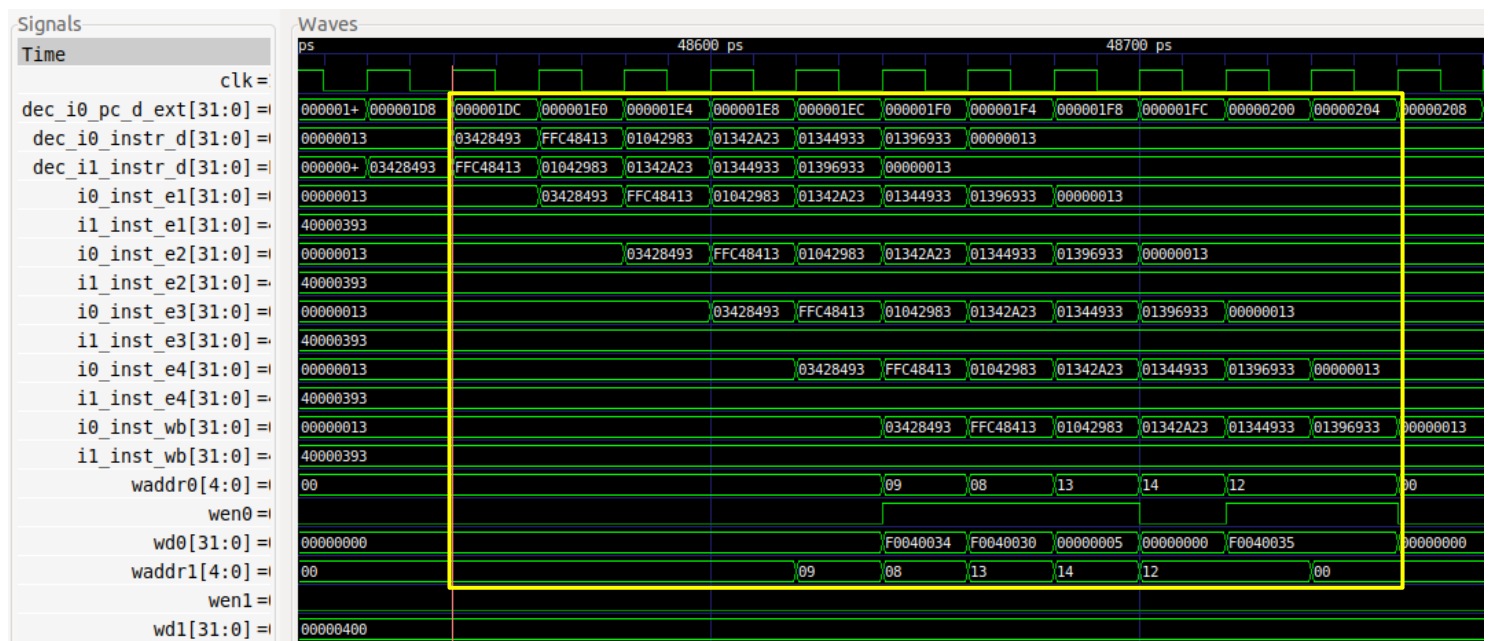 Signals Waves
Time ps 48600 ps 48700 ps
clk =
dec_i0_pc_d_ext[31:0] = 000001+ 000001D8 000001DC 000001E0 000001E4 000001E8 000001EC 000001F0 000001F4 000001F8 000001FC 00000200 00000204 00000208
dec_i0_instr_d[31:0] = 00000013 03428493 FFC48413 01042983 01342A23 01344933 01396933 00000013
dec_i1_instr_d[31:0] = 000000+ 03428493 FFC48413 01042983 01342A23 01344933 01396933 00000013
i0_inst_e1[31:0] = 00000013 03428493 FFC48413 01042983 01342A23 01344933 01396933 00000013
i1_inst_e1[31:0] = 40000393
i0_inst_e2[31:0] = 00000013 03428493 FFC48413 01042983 01342A23 01344933 01396933 00000013
i1_inst_e2[31:0] = 40000393
i0_inst_e3[31:0] = 00000013 03428493 FFC48413 01042983 01342A23 01344933 01396933 00000013
i1_inst_e3[31:0] = 40000393
i0_inst_e4[31:0] = 00000013 03428493 FFC48413 01042983 01342A23 01344933 01396933 00000013
i1_inst_e4[31:0] = 40000393
i0_inst_wb[31:0] = 00000013 03428493 FFC48413 01042983 01342A23 01344933 01396933 00000013
i1_inst_wb[31:0] = 40000393
waddr0[4:0] = 00 09 08 13 14 12 00
wen0 =
wd0[31:0] = 00000000 F0040034 F0040030 00000005 00000000 F0040035 00000000
waddr1[4:0] = 00 09 08 13 14 12 00
wen1 =
wd1[31:0] = 00000400